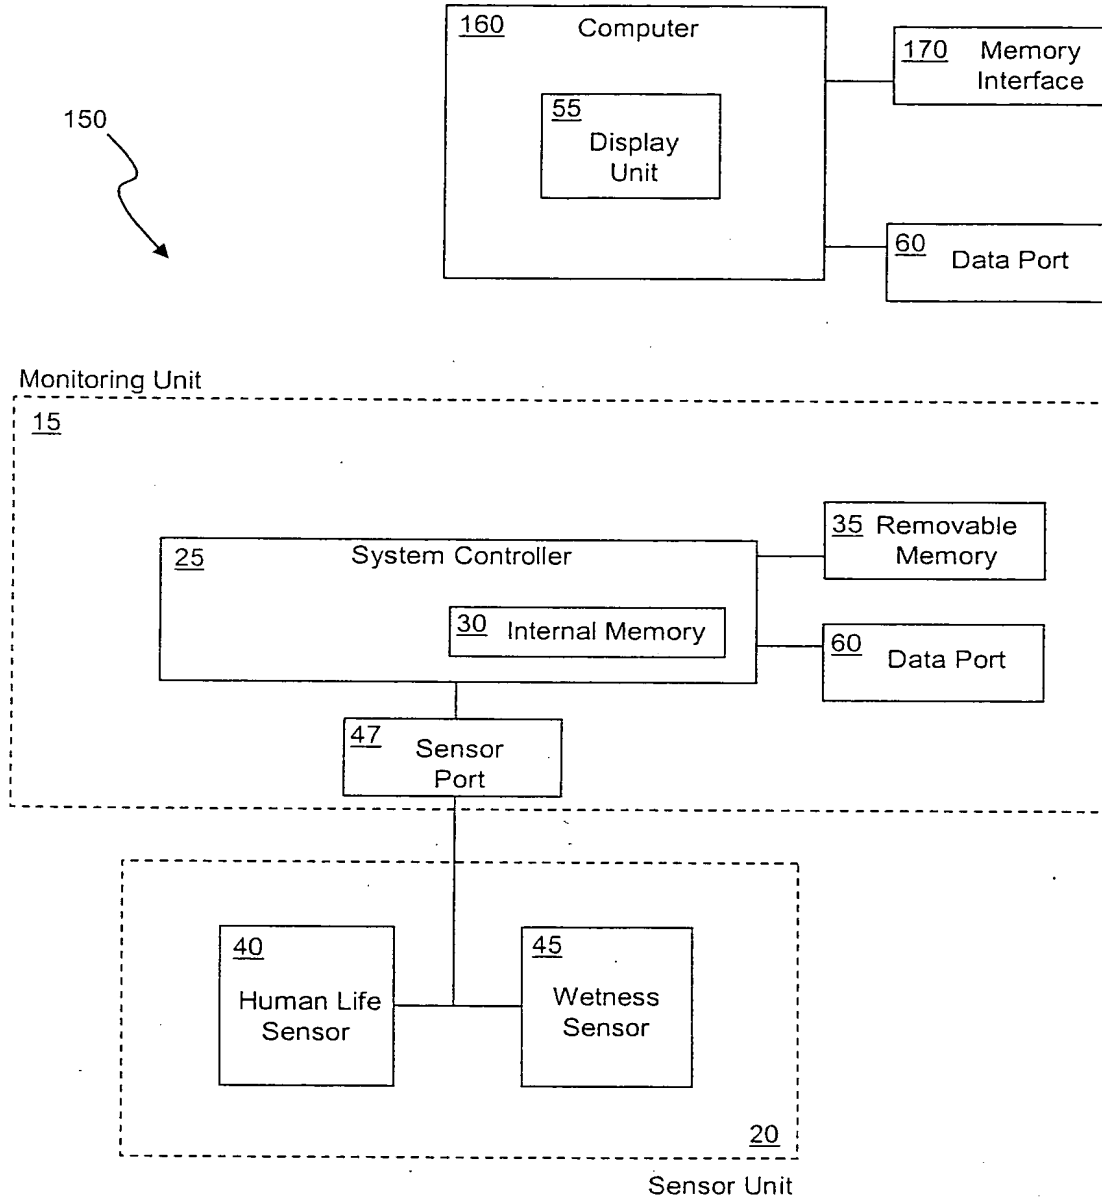 160 Computer
170 Memory
Interface
55
Display
Unit
150
60
Data Port
Monitoring Unit
15
35 Removable
Memory
25 System Controller
30 Internal Memory
60
Data Port
47
Sensor
Port
40
Human Life
Sensor
45
Wetness
Sensor
20
Sensor Unit